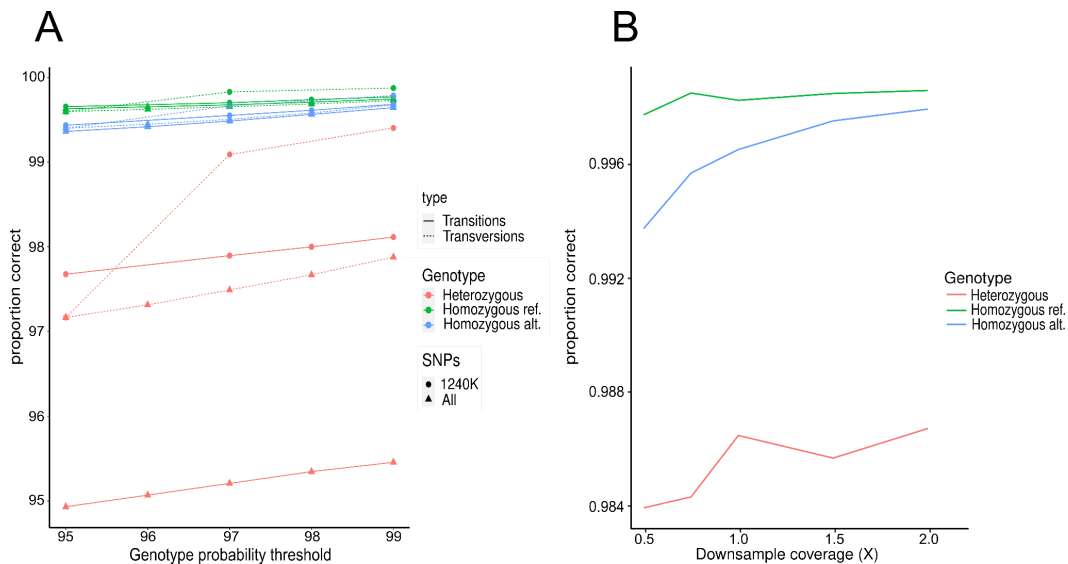 A
proportion correct
100
99
98
97
96
95
95 96 97 98 99
Genotype probability threshold
type
Transitions
Transversions
Genotype
Heterozygous
Homozygous ref.
Homozygous alt.
SNPs
1240K
All
B
proportion correct
0.996
0.992
0.988
0.984
0.5 1.0 1.5 2.0
Downsample coverage (X)
Genotype
Heterozygous
Homozygous ref.
Homozygous alt.